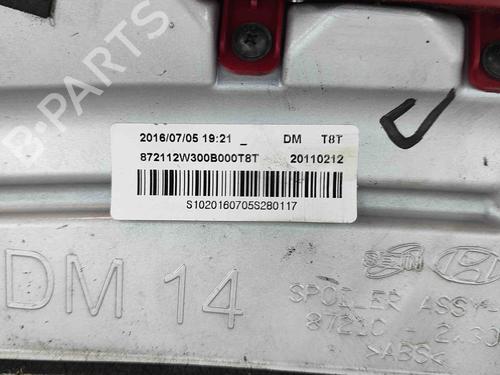 2016/07/05 19:21 _ DM T8T
872112W300B000T8T 20110212
S1020160705S280117
DM 14
SPOILER ASSY-
>ABS<
B PARTS